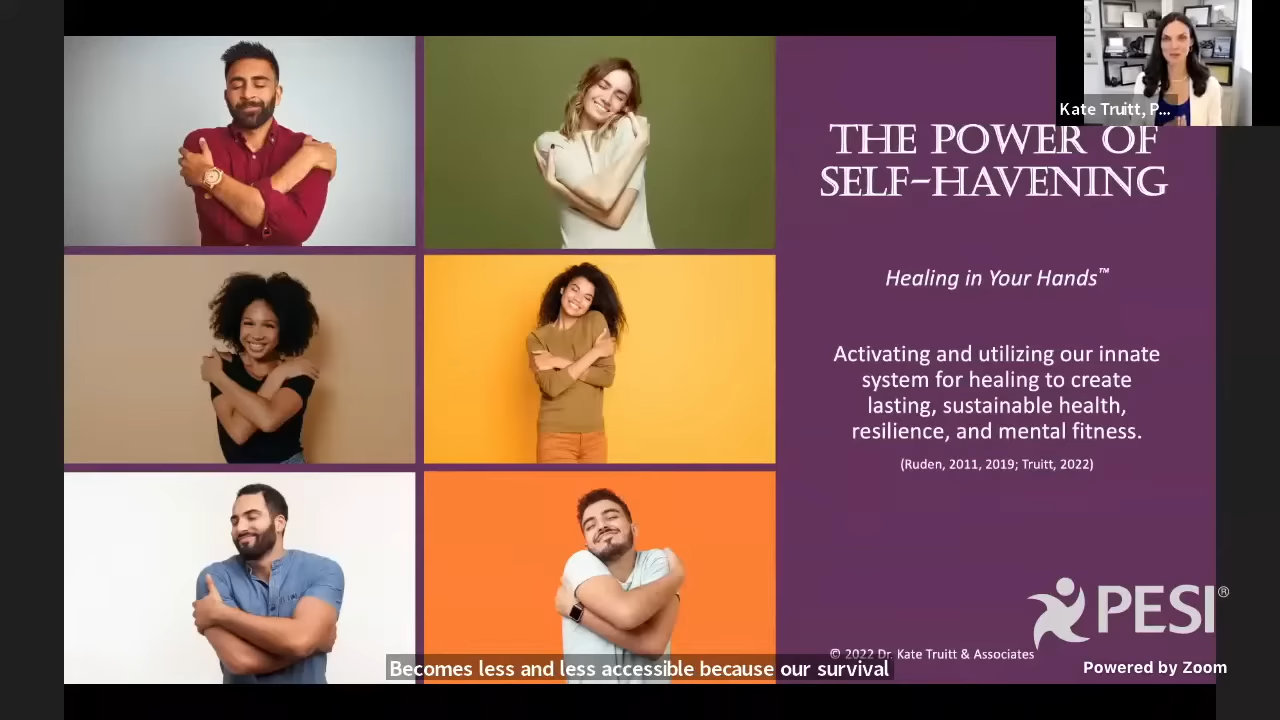 Kate Truitt, P...
THE POWER OF
SELF-HAVENING
Healing in Your Hands™
Activating and utilizing our innate
system for healing to create
lasting, sustainable health,
resilience, and mental fitness.
(Ruden, 2011, 2019; Truitt, 2022)
PESI®
© 2022 Dr. Kate Truitt & Associates
Becomes less and less accessible because our survival
Powered by Zoom